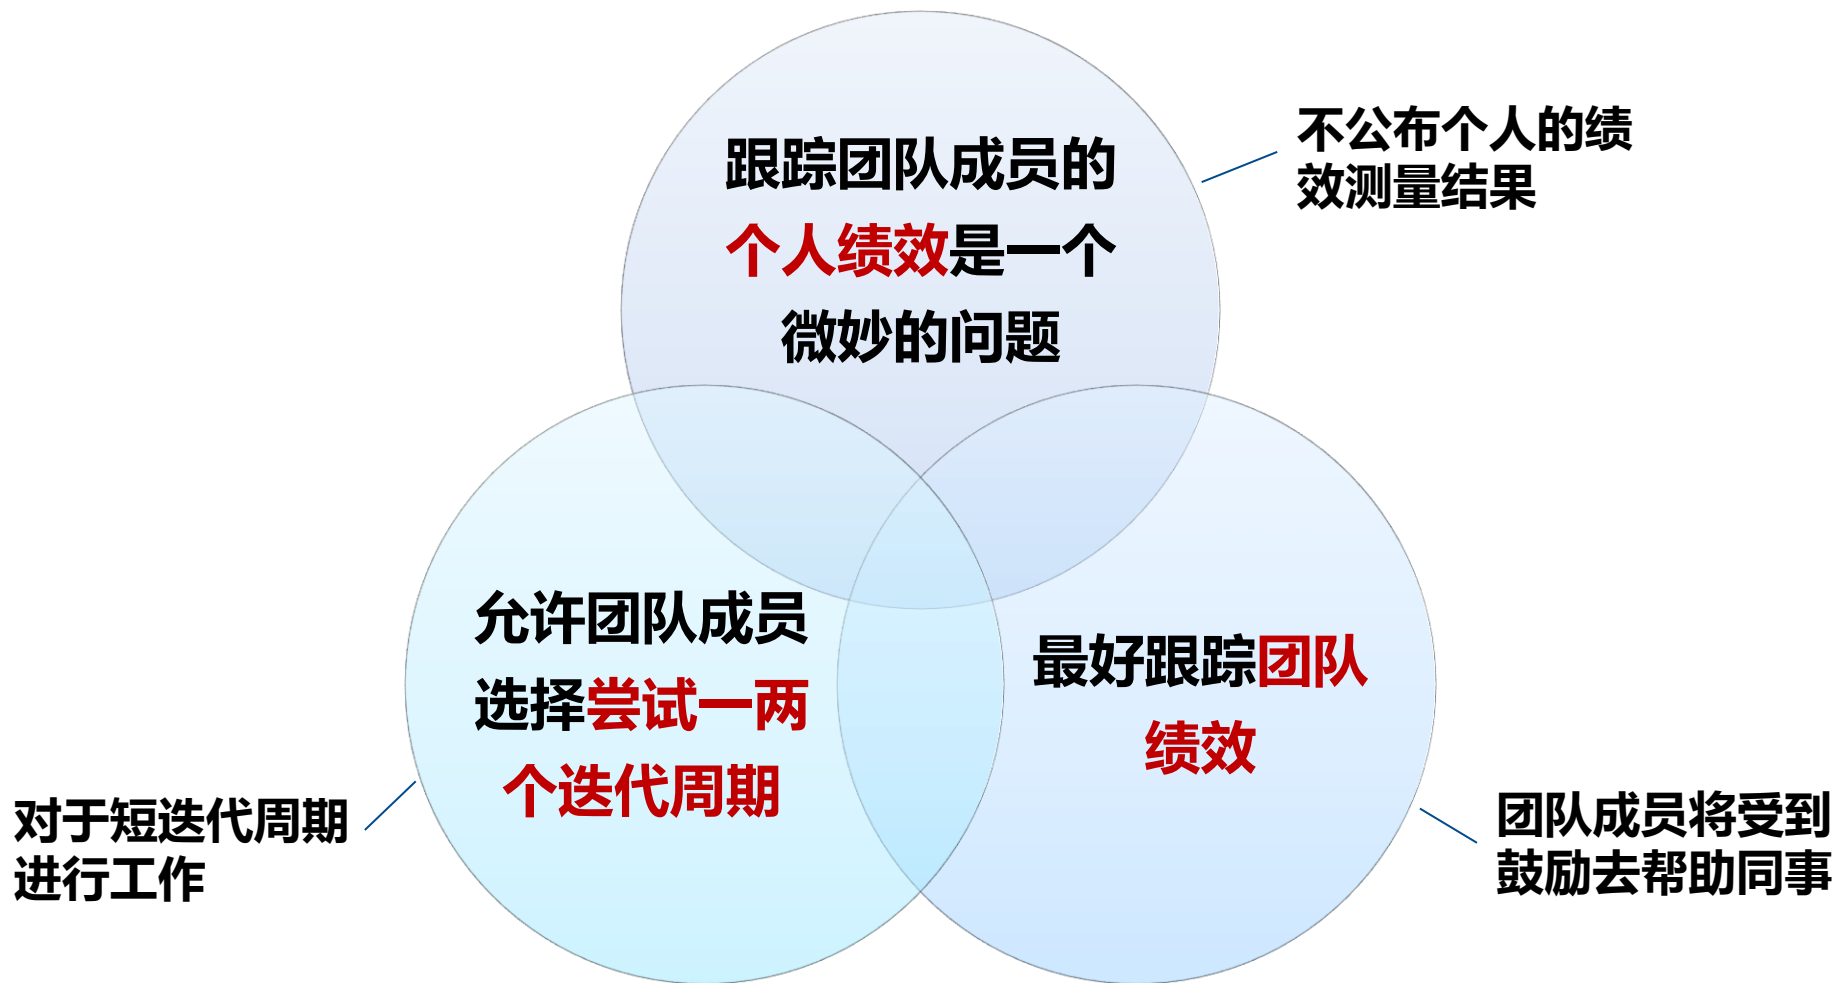 跟踪团队成员的
个人绩效是一个
微妙的问题
不公布个人的绩
效测量结果
允许团队成员
选择尝试一两
个迭代周期
对于短迭代周期
进行工作
最好跟踪团队
绩效
团队成员将受到
鼓励去帮助同事